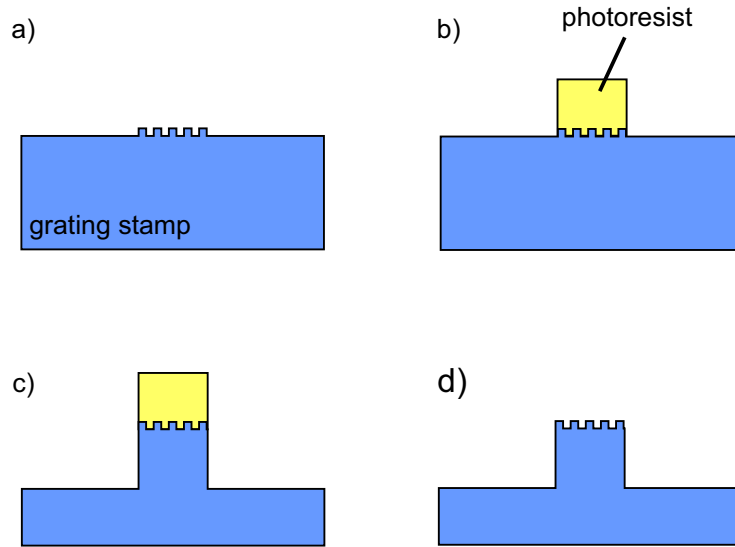 a)
b)
photoresist
grating stamp
c)
d)